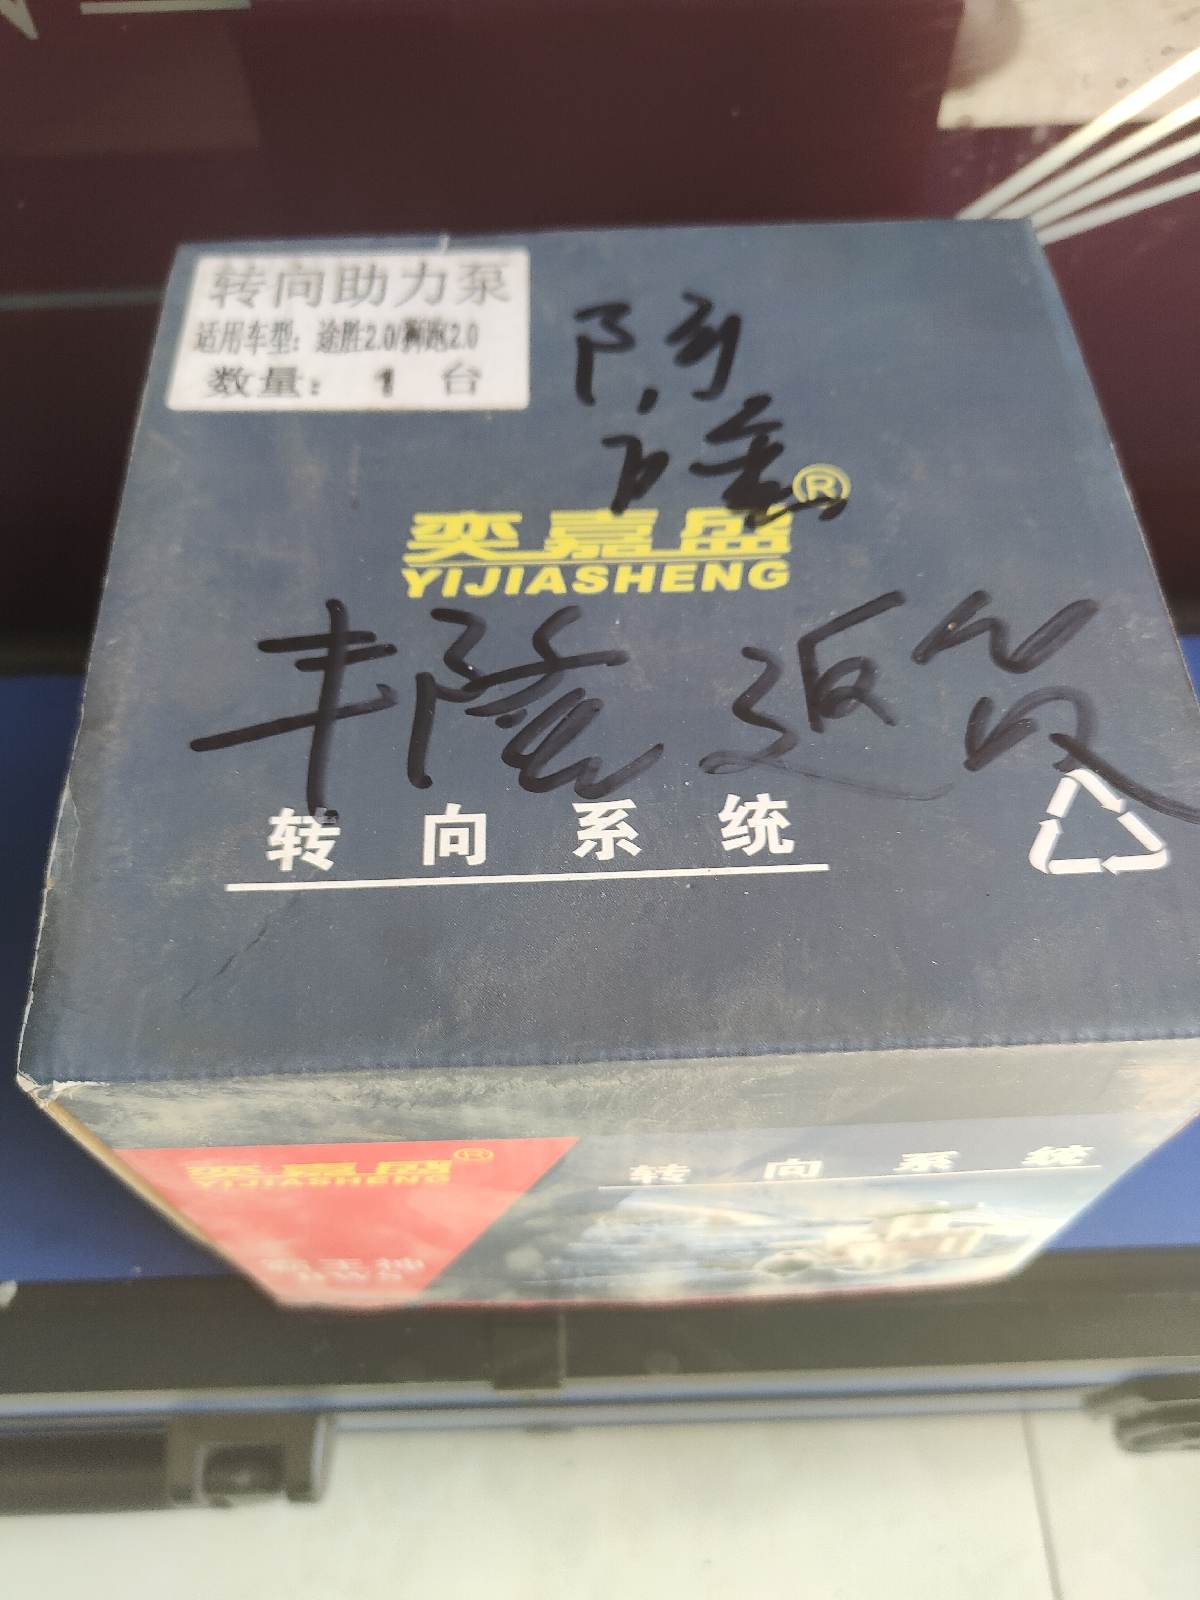 转向助力泵
适用车型：途胜2.0/狮跑2.0
数量：1 台
奕嘉盛®
YIJIASHENG
丰隆 返货
转向系统
奕嘉盛®
YIJIASHENG
转向系统